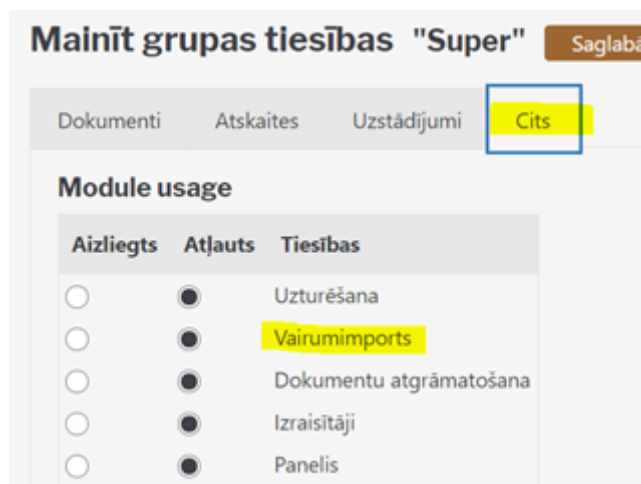 Mainīt grupas tiesības "Super" Saglabā
Dokumenti Atskaites Uzstādījumi Cits
Module usage
Aizliegts Atļauts Tiesības
Uzturēšana
Vairumimports
Dokumentu atgrāmatošana
Izraisītāji
Panelis